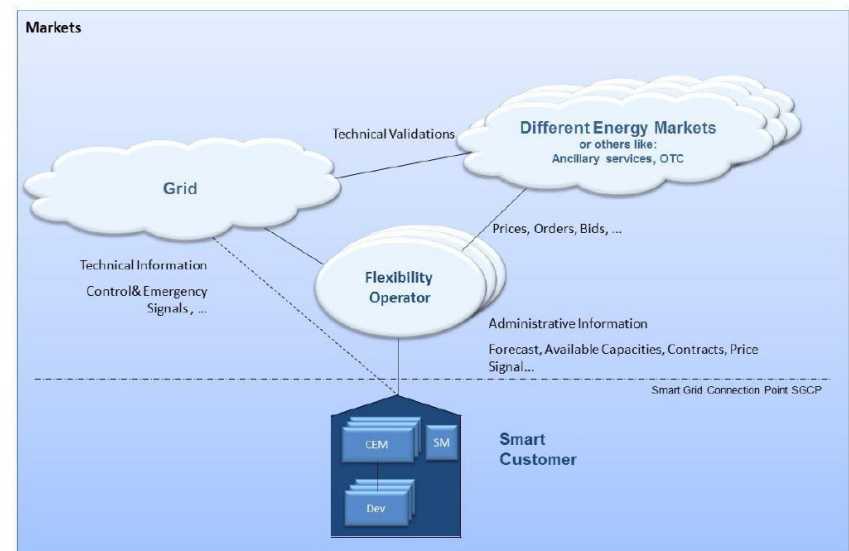 Markets
Different Energy Markets
or others like:
Ancillary services, OTC
Technical Validations
Grid
Prices, Orders, Bids, ...
Technical Information
Control& Emergency
Signals , ...
Flexibility
Operator
Administrative Information
Forecast, Available Capacities, Contracts, Price
Signal...
Smart Grid Connection Point SGCP
CEM
SM
Smart
Customer
Dev